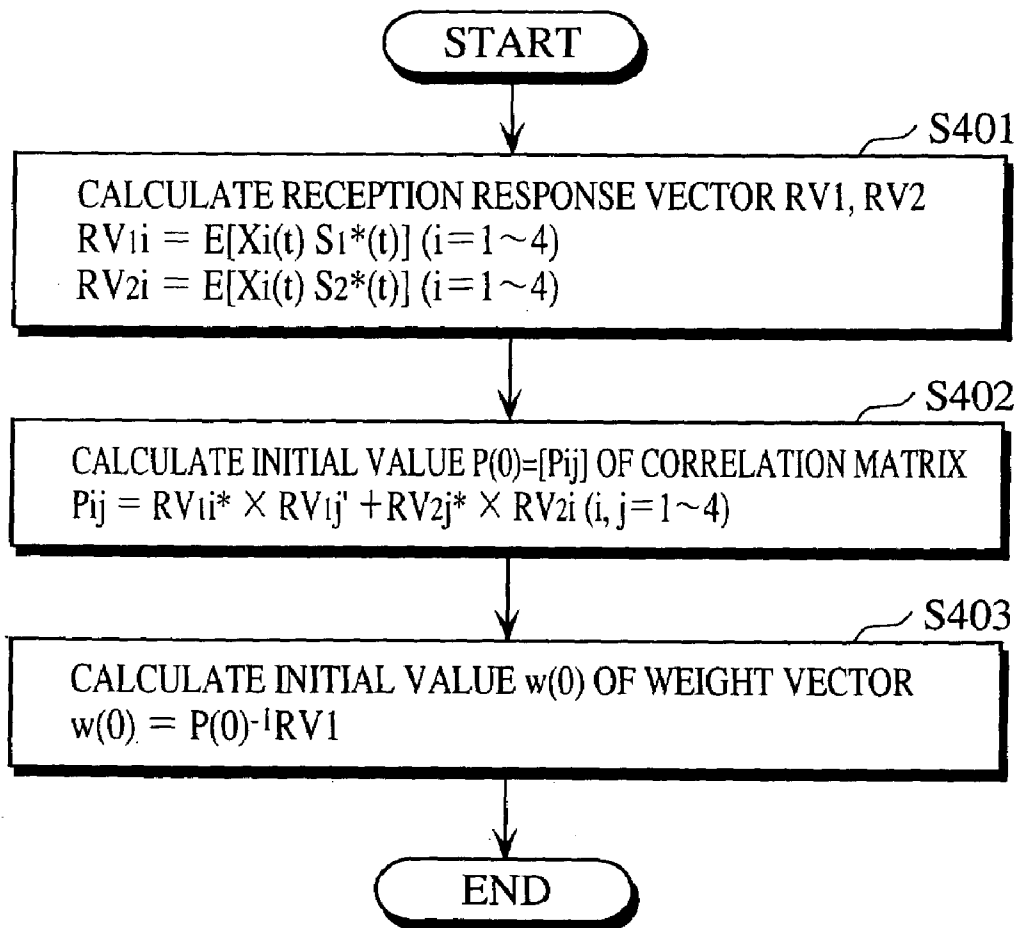 START
S401
CALCULATE RECEPTION RESPONSE VECTOR RV1, RV2
RV1i = E[Xi(t) S1*(t)] (i=1~4)
RV2i = E[Xi(t) S2*(t)] (i=1~4)
S402
CALCULATE INITIAL VALUE P(0)=[Pij] OF CORRELATION MATRIX
Pij = RV1i* × RV1j' +RV2j* × RV2i (i, j=1~4)
S403
CALCULATE INITIAL VALUE w(0) OF WEIGHT VECTOR
w(0) = P(0)-1RV1
END